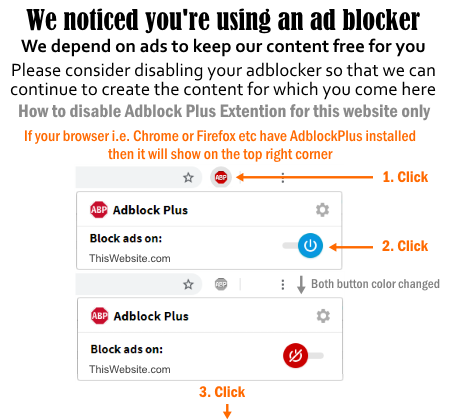 We noticed you're using an ad blocker
We depend on ads to keep our content free for you
Please consider disabling your adblocker so that we can
continue to create the content for which you come here
How to disable Adblock Plus Extention for this website only
If your browser i.e. Chrome or Firefox etc have AdblockPlus installed
then it will show on the top right corner
ABP
1. Click
ABP Adblock Plus
Block ads on:
2. Click
ThisWebsite.com
ABP
Both button color changed
ABP Adblock Plus
Block ads on:
ThisWebsite.com
3. Click